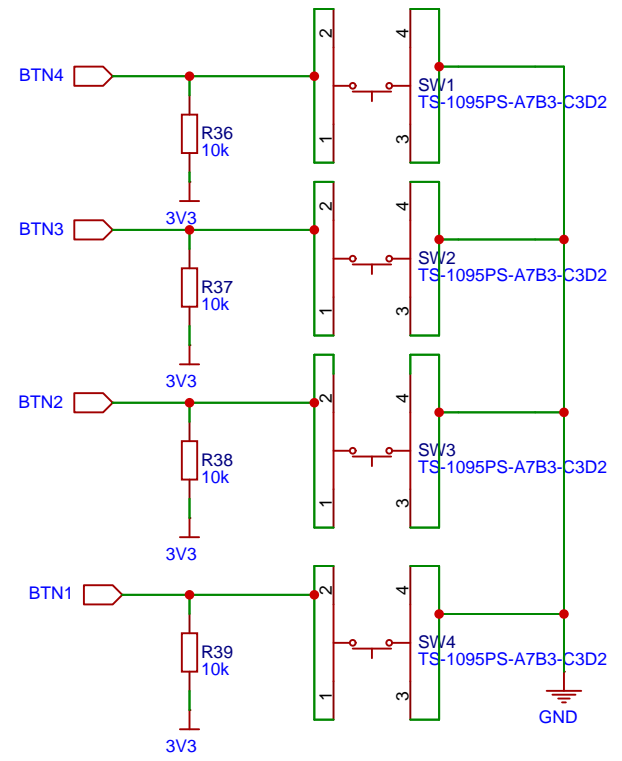 2
4
BTN4
SW1
TS-1095PS-A7B3-C3D2
R36
10k
1
3
3V3
2
4
BTN3
SW2
TS-1095PS-A7B3-C3D2
R37
10k
1
3
3V3
2
4
BTN2
SW3
TS-1095PS-A7B3-C3D2
R38
10k
1
3
3V3
2
4
BTN1
SW4
TS-1095PS-A7B3-C3D2
R39
10k
1
3
GND
3V3